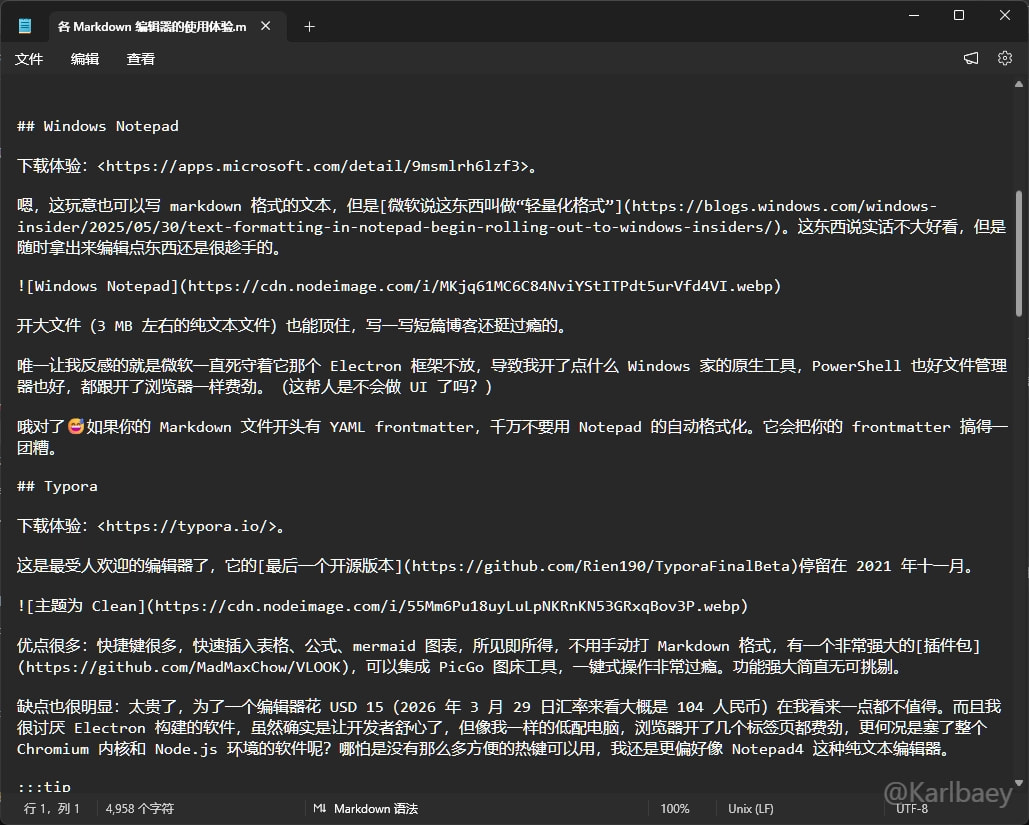 各 Markdown 编辑器的使用体验.m
文件 编辑 查看
## Windows Notepad
下载体验：<https://apps.microsoft.com/detail/9msmlrh6lzf3>。
嗯，这玩意也可以写 markdown 格式的文本，但是[微软说这东西叫做“轻量化格式”](https://blogs.windows.com/windows-
insider/2025/05/30/text-formatting-in-notepad-begin-rolling-out-to-windows-insiders/)。这东西说实话不大好看，但是
随时拿出来编辑点东西还是很趁手的。
![Windows Notepad](https://cdn.nodeimage.com/i/MKjq61MC6C84NviYStITPdt5urVfd4VI.webp)
开大文件（3 MB 左右的纯文本文件）也能顶住，写一写短篇博客还挺过瘾的。
唯一让我反感的就是微软一直死守着它那个 Electron 框架不放，导致我开了点什么 Windows 家的原生工具，PowerShell 也好文件管理
器也好，都跟开了浏览器一样费劲。（这帮人是不会做 UI 了吗？）
哦对了😅如果你的 Markdown 文件开头有 YAML frontmatter，千万不要用 Notepad 的自动格式化。它会把你的 frontmatter 搞得一
团糟。
## Typora
下载体验：<https://typora.io/>。
这是最受人欢迎的编辑器了，它的[最后一个开源版本](https://github.com/Rien190/TyporaFinalBeta)停留在 2021 年十一月。
![主题为 Clean](https://cdn.nodeimage.com/i/55Mm6Pu18uyLuLpNKRnKN53GRxqBov3P.webp)
优点很多：快捷键很多，快速插入表格、公式、mermaid 图表，所见即所得，不用手动打 Markdown 格式，有一个非常强大的[插件包]
(https://github.com/MadMaxChow/VLOOK)，可以集成 PicGo 图床工具，一键式操作非常过瘾。功能强大简直无可挑剔。
缺点也很明显：太贵了，为了一个编辑器花 USD 15（2026 年 3 月 29 日汇率来看大概是 104 人民币）在我看来一点都不值得。而且我
很讨厌 Electron 构建的软件，虽然确实是让开发者舒心了，但像我一样的低配电脑，浏览器开了几个标签页都费劲，更何况是塞了整个
Chromium 内核和 Node.js 环境的软件呢？哪怕是没有那么多方便的热键可以用，我还是更偏好像 Notepad4 这种纯文本编辑器。
:::tip
行 1，列 1 4,958 个字符 M↓ Markdown 语法 100% Unix (LF) UTF-8
@Karlbaey